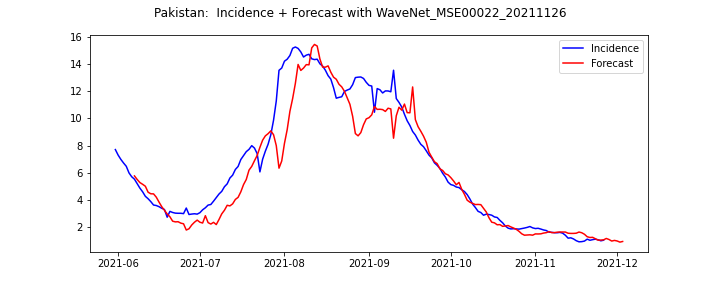 Pakistan:  Incidence + Forecast with WaveNet_MSE00022_20211126
Incidence
Forecast
16
14
12
10
8
6
4
2
2021-06 2021-07 2021-08 2021-09 2021-10 2021-11 2021-12